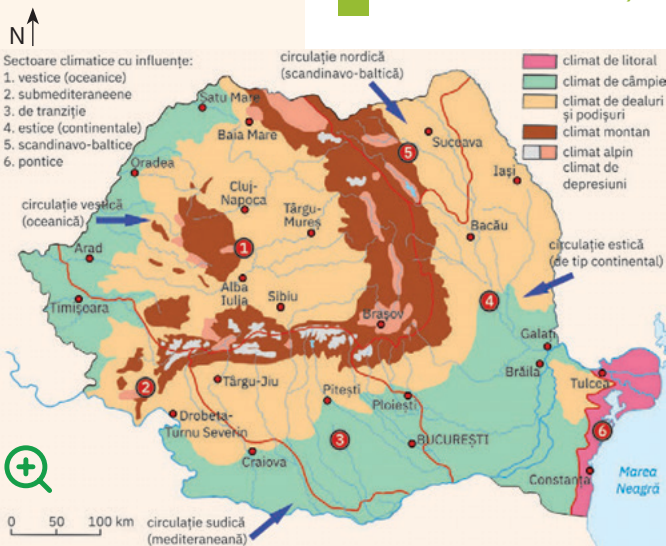 N
Sectoare climatice cu influențe:
1. vestice (oceanice)
2. submediteraneene
3. de tranziție
4. estice (continentale)
5. scandinavo-baltice
6. pontice
circulație nordică
(scandinavo-baltică)
climat de litoral
climat de câmpie
climat de dealuri
și podișuri
climat montan
climat alpin
climat de
depresiuni
Satu Mare
Baia Mare
Suceava
5
Oradea
Iași
Cluj-
Napoca
circulație vestică
(oceanică)
Târgu-
Mureș
Bacău
1
Arad
circulație estică
(de tip continental)
Alba
Iulia
Sibiu
4
Timișoara
Brașov
Galați
Brăila
Tulcea
2
Târgu-Jiu
Pitești
Ploiești
Drobeta-
Turnu Severin
3
BUCUREȘTI
6
Craiova
Constanța
Marea
Neagră
0 50 100 km
circulație sudică
(mediteraneană)